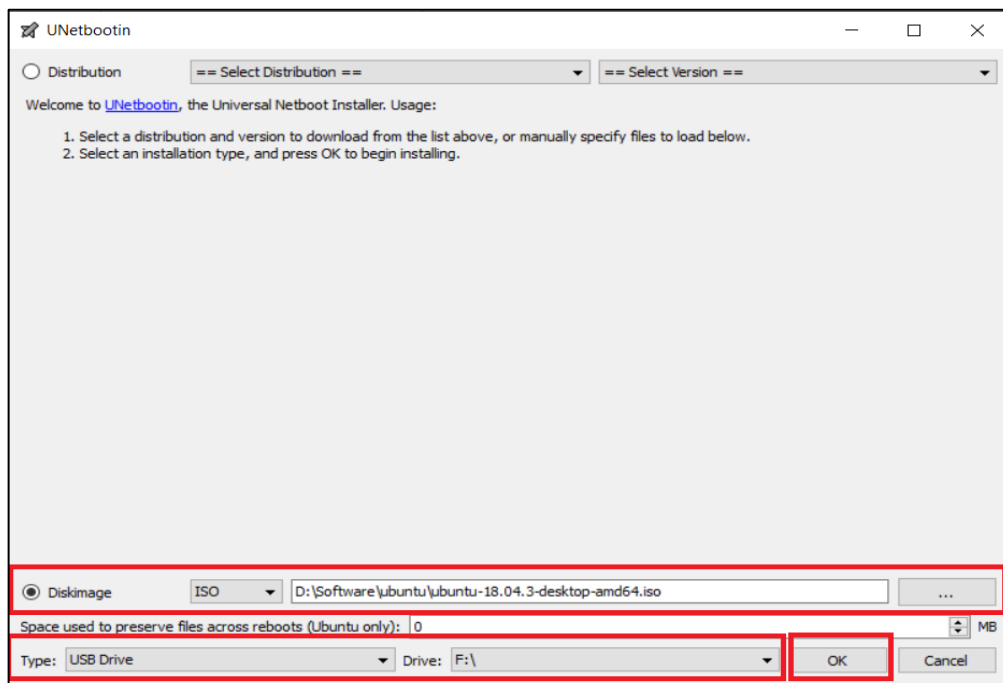 UNetbootin
Distribution == Select Distribution == == Select Version ==
Welcome to UNetbootin, the Universal Netboot Installer. Usage:
1. Select a distribution and version to download from the list above, or manually specify files to load below.
2. Select an installation type, and press OK to begin installing.
Diskimage ISO D:\Software\ubuntu\ubuntu-18.04.3-desktop-amd64.iso ...
Space used to preserve files across reboots (Ubuntu only): 0 MB
Type: USB Drive Drive: F:\ OK Cancel